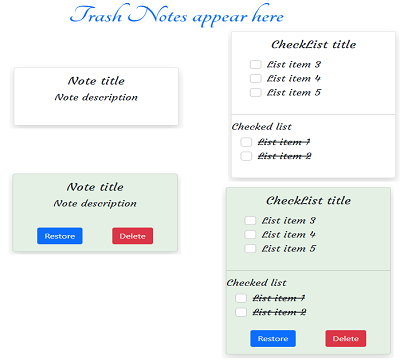 Trash Notes appear here
Note title
Note description
CheckList title
List item 3
List item 4
List item 5
Checked list
List item 1
List item 2
Note title
Note description
Restore
Delete
CheckList title
List item 3
List item 4
List item 5
Checked list
List item 1
List item 2
Restore
Delete